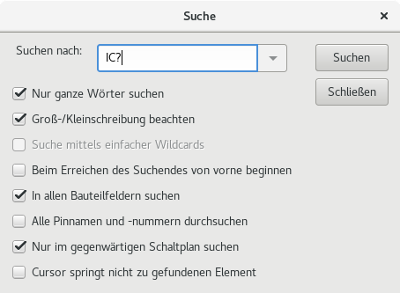 Suche
Suchen nach:
IC?
Suchen
Nur ganze Wörter suchen
Schließen
Groß-/Kleinschreibung beachten
Suche mittels einfacher Wildcards
Beim Erreichen des Suchendes von vorne beginnen
In allen Bauteilfeldern suchen
Alle Pinnamen und -nummern durchsuchen
Nur im gegenwärtigen Schaltplan suchen
Cursor springt nicht zu gefundenen Element